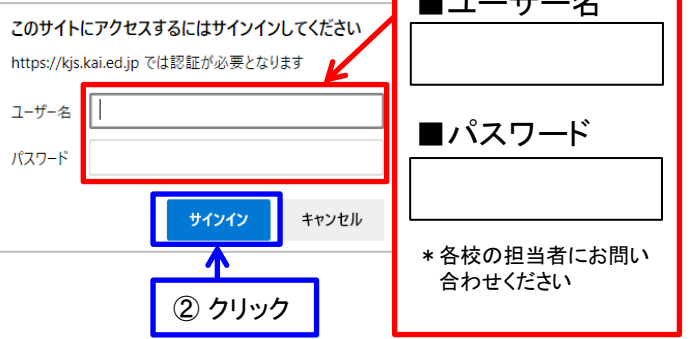 このサイトにアクセスするにはサインインしてください
https://kjs.kai.ed.jp では認証が必要となります
ユーザー名
パスワード
サインイン
キャンセル
② クリック
■ユーザー名
■パスワード
＊各校の担当者にお問い
合わせください